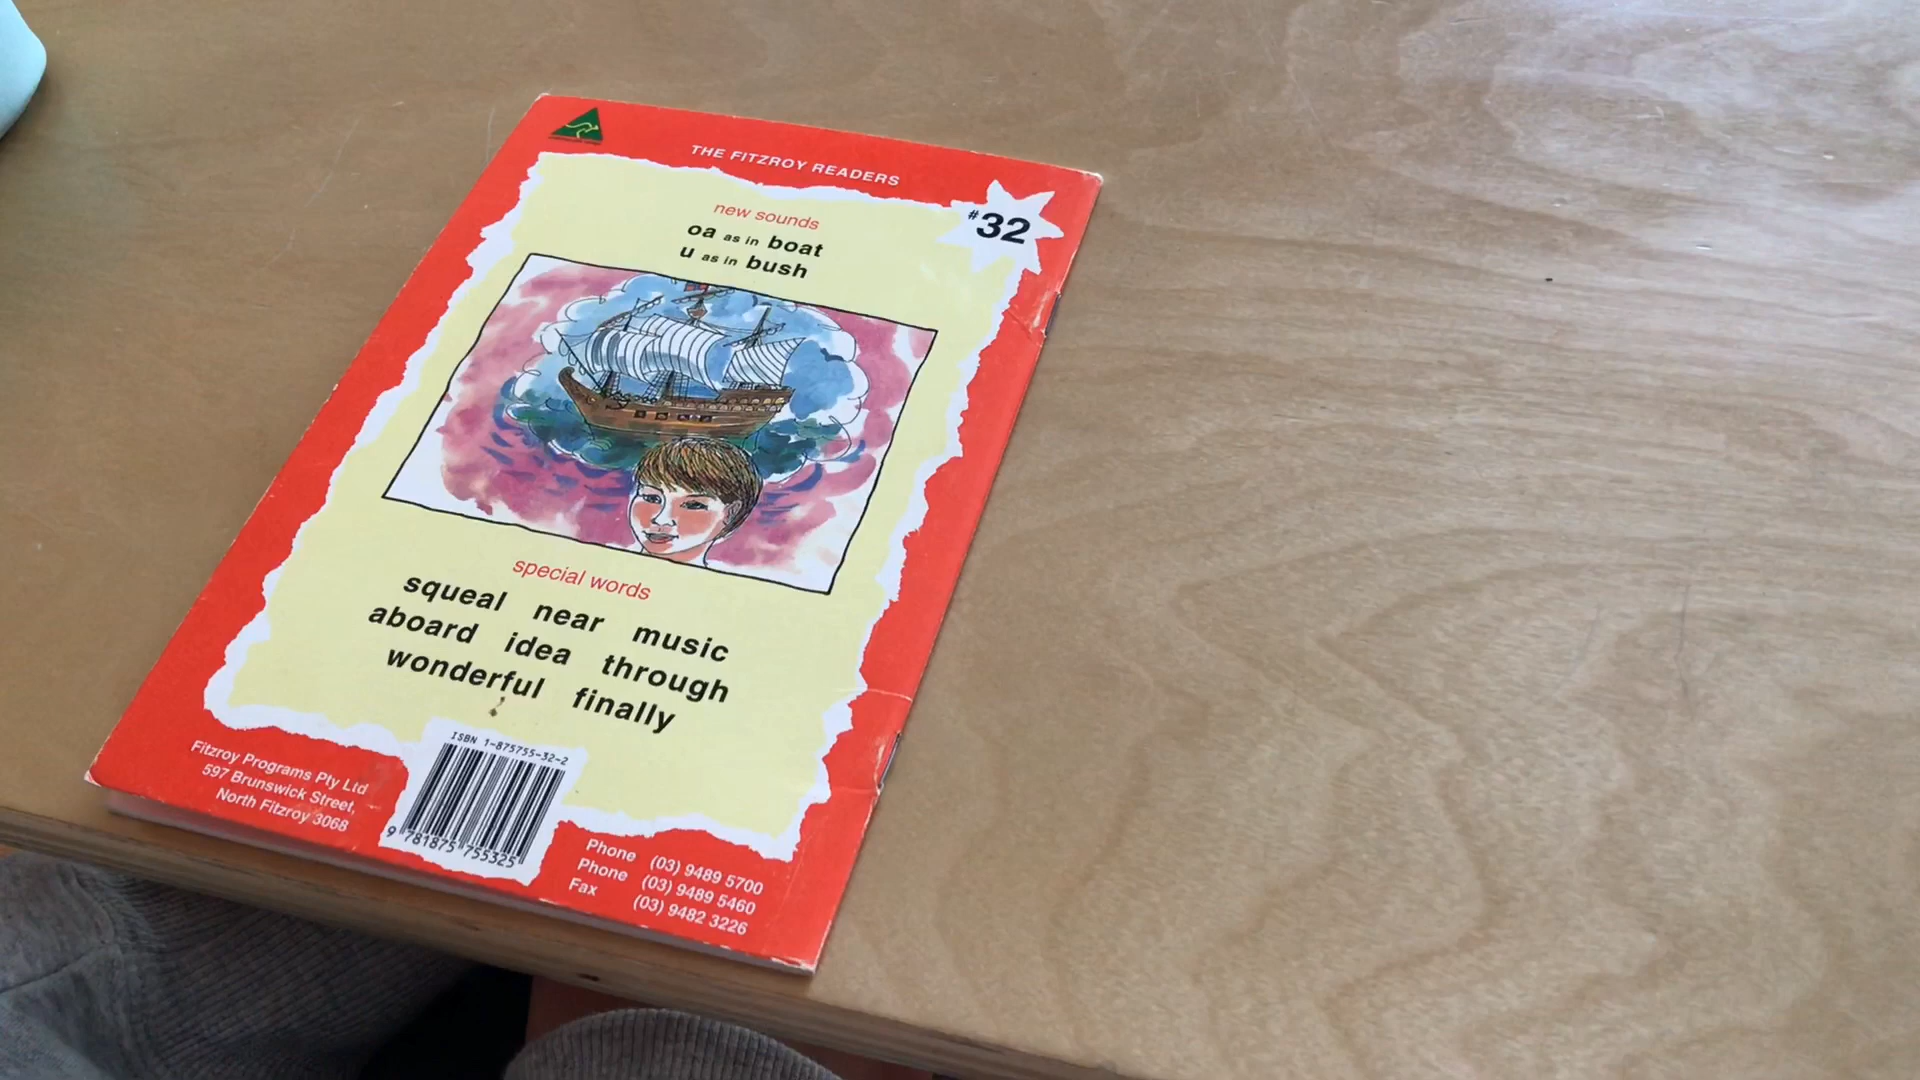 THE FITZROY READERS
#32
new sounds
oa as in boat
u as in bush
special words
squeal near music
aboard idea through
wonderful finally
ISBN 1-875755-32-2
9 781875 755325
Fitzroy Programs Pty Ltd
597 Brunswick Street,
North Fitzroy 3068
Phone (03) 9489 5700
Phone (03) 9489 5460
Fax (03) 9482 3226